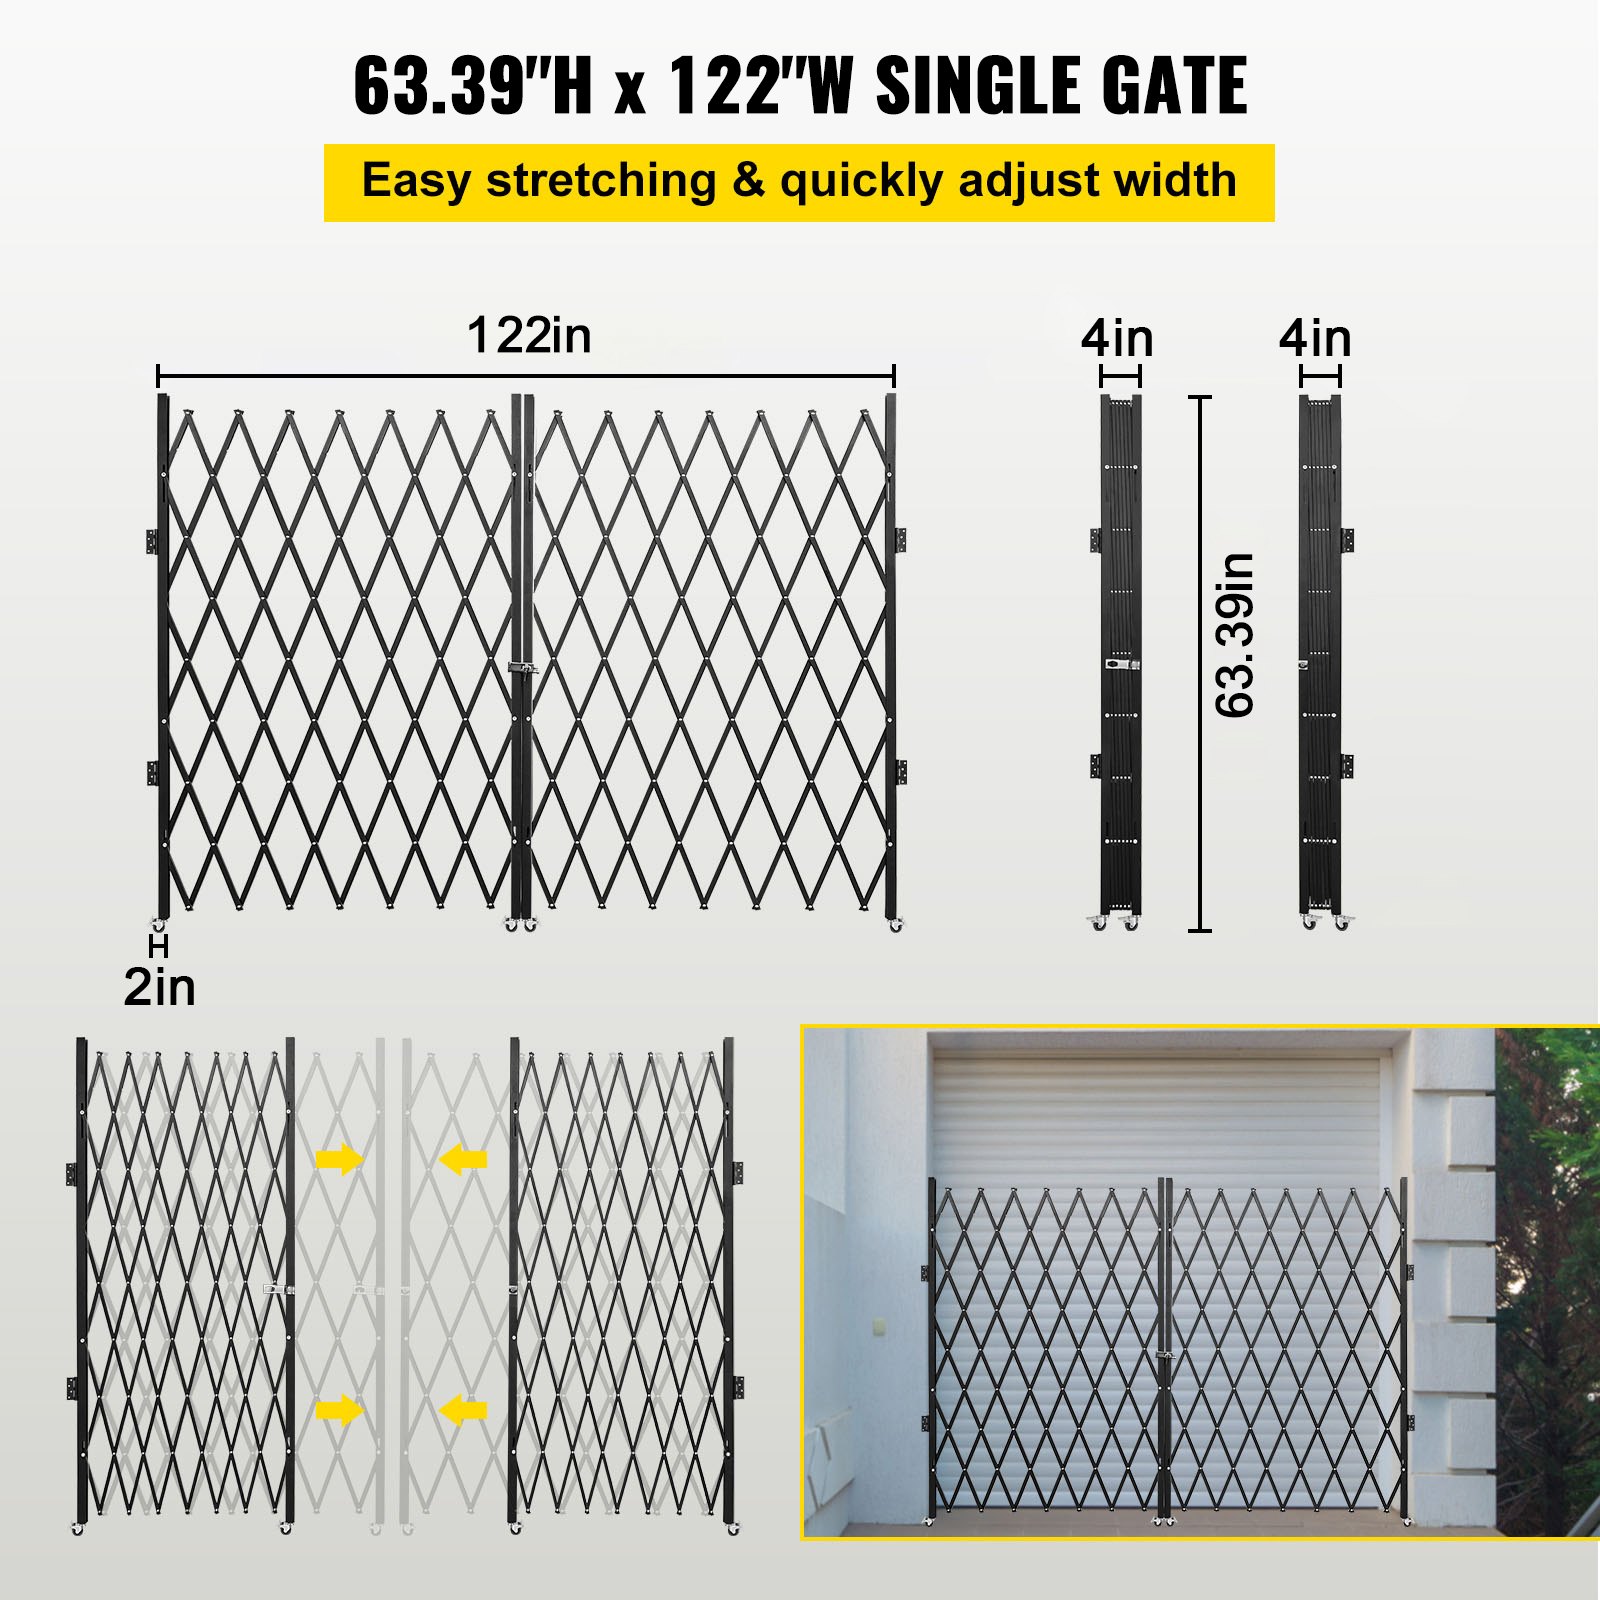 63.39"H x 122"W SINGLE GATE
Easy stretching & quickly adjust width
122in
4in
4in
63.39in
2in